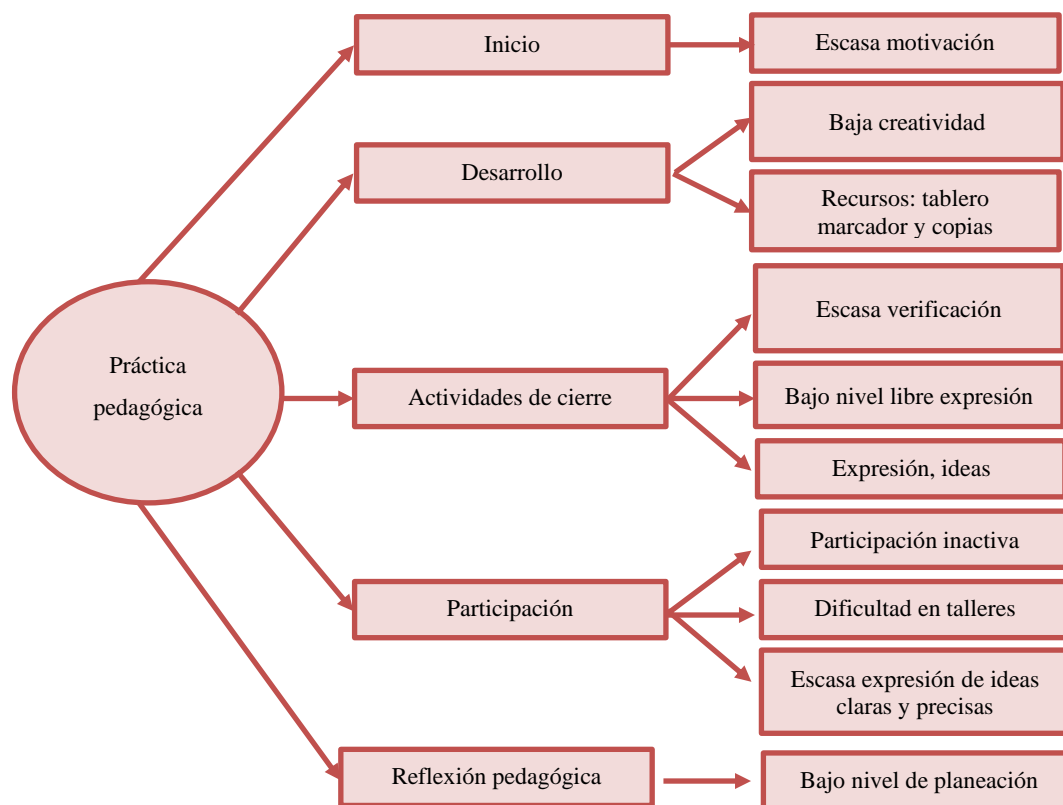 Práctica
pedagógica
Inicio
Escasa motivación
Desarrollo
Baja creatividad
Recursos: tablero
marcador y copias
Actividades de cierre
Escasa verificación
Bajo nivel libre expresión
Expresión, ideas
Participación
Participación inactiva
Dificultad en talleres
Escasa expresión de ideas
claras y precisas
Reflexión pedagógica
Bajo nivel de planeación